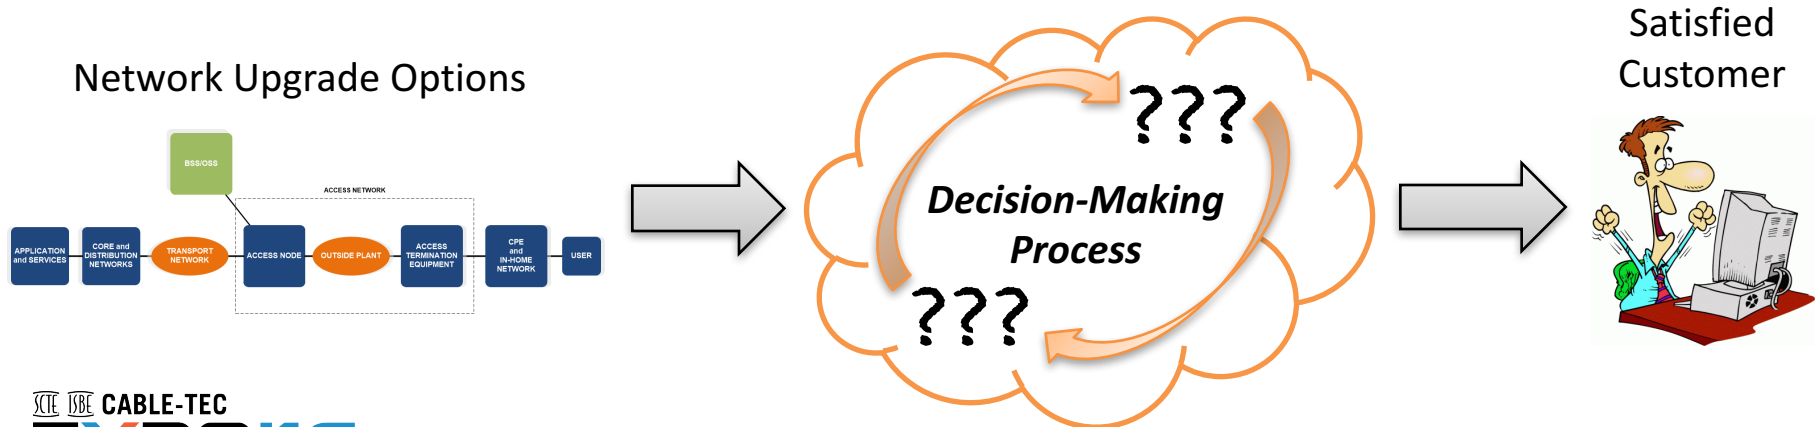 Network Upgrade Options
BSS/OSS
ACCESS NETWORK
APPLICATION
and SERVICES
CORE and
DISTRIBUTION
NETWORKS
TRANSPORT
NETWORK
ACCESS NODE
OUTSIDE PLANT
ACCESS
TERMINATION
EQUIPMENT
CPE
and
IN-HOME
NETWORK
USER
???
Decision-Making
Process
???
Satisfied
Customer
SCTE ISBE CABLE-TEC